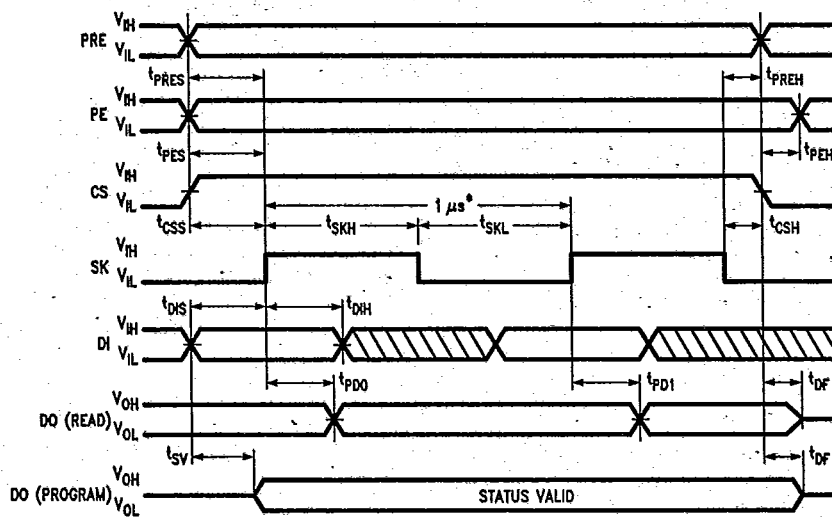 PRE V_IH
V_IL
t_PRES t_PREH
PE V_IH
V_IL
t_PES t_PEH
CS V_IH
V_IL
1 μs*
t_CSS t_SKH t_SKL t_CSH
SK V_IH
V_IL
t_DIS t_DIH
DI V_IH
V_IL
t_PD0 t_PD1 t_DF
DO (READ) V_OH
V_OL
t_SV t_DF
DO (PROGRAM) V_OH
V_OL
STATUS VALID